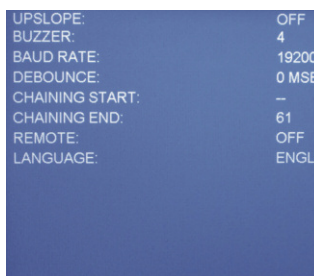 UPSLOPE: OFF
BUZZER: 4
BAUD RATE: 19200
DEBOUNCE: 0 MSE
CHAINING START: --
CHAINING END: 61
REMOTE: OFF
LANGUAGE: ENGL